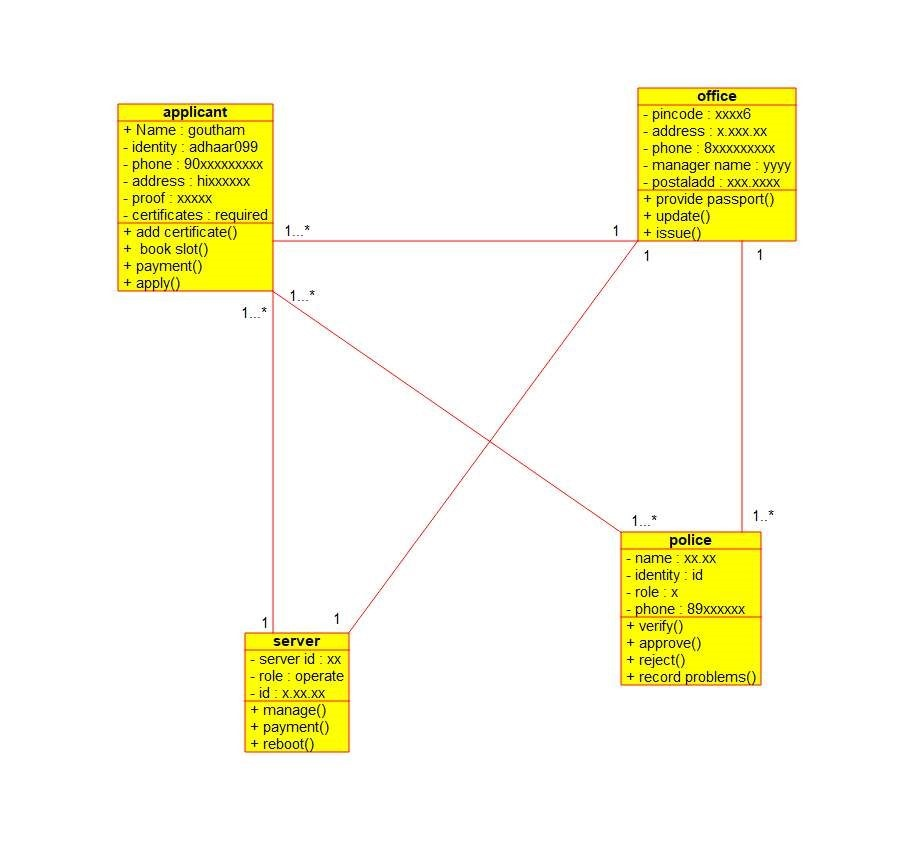 applicant
+ Name : goutham
- identity : adhaar099
- phone : 90xxxxxxxxx
- address : hixxxxxx
- proof : xxxxx
- certificates : required
+ add certificate()
+  book slot()
+ payment()
+ apply()
office
- pincode : xxxx6
- address : x.xxx.xx
- phone : 8xxxxxxxxx
- manager name : yyyy
- postaladd : xxx.xxxx
+ provide passport()
+ update()
+ issue()
1...*
1
1
1
1...*
1...*
1...*
1..*
police
- name : xx.xx
- identity : id
- role : x
- phone : 89xxxxxx
+ verify()
+ approve()
+ reject()
+ record problems()
1
1
server
- server id : xx
- role : operate
- id : x.xx.xx
+ manage()
+ payment()
+ reboot()